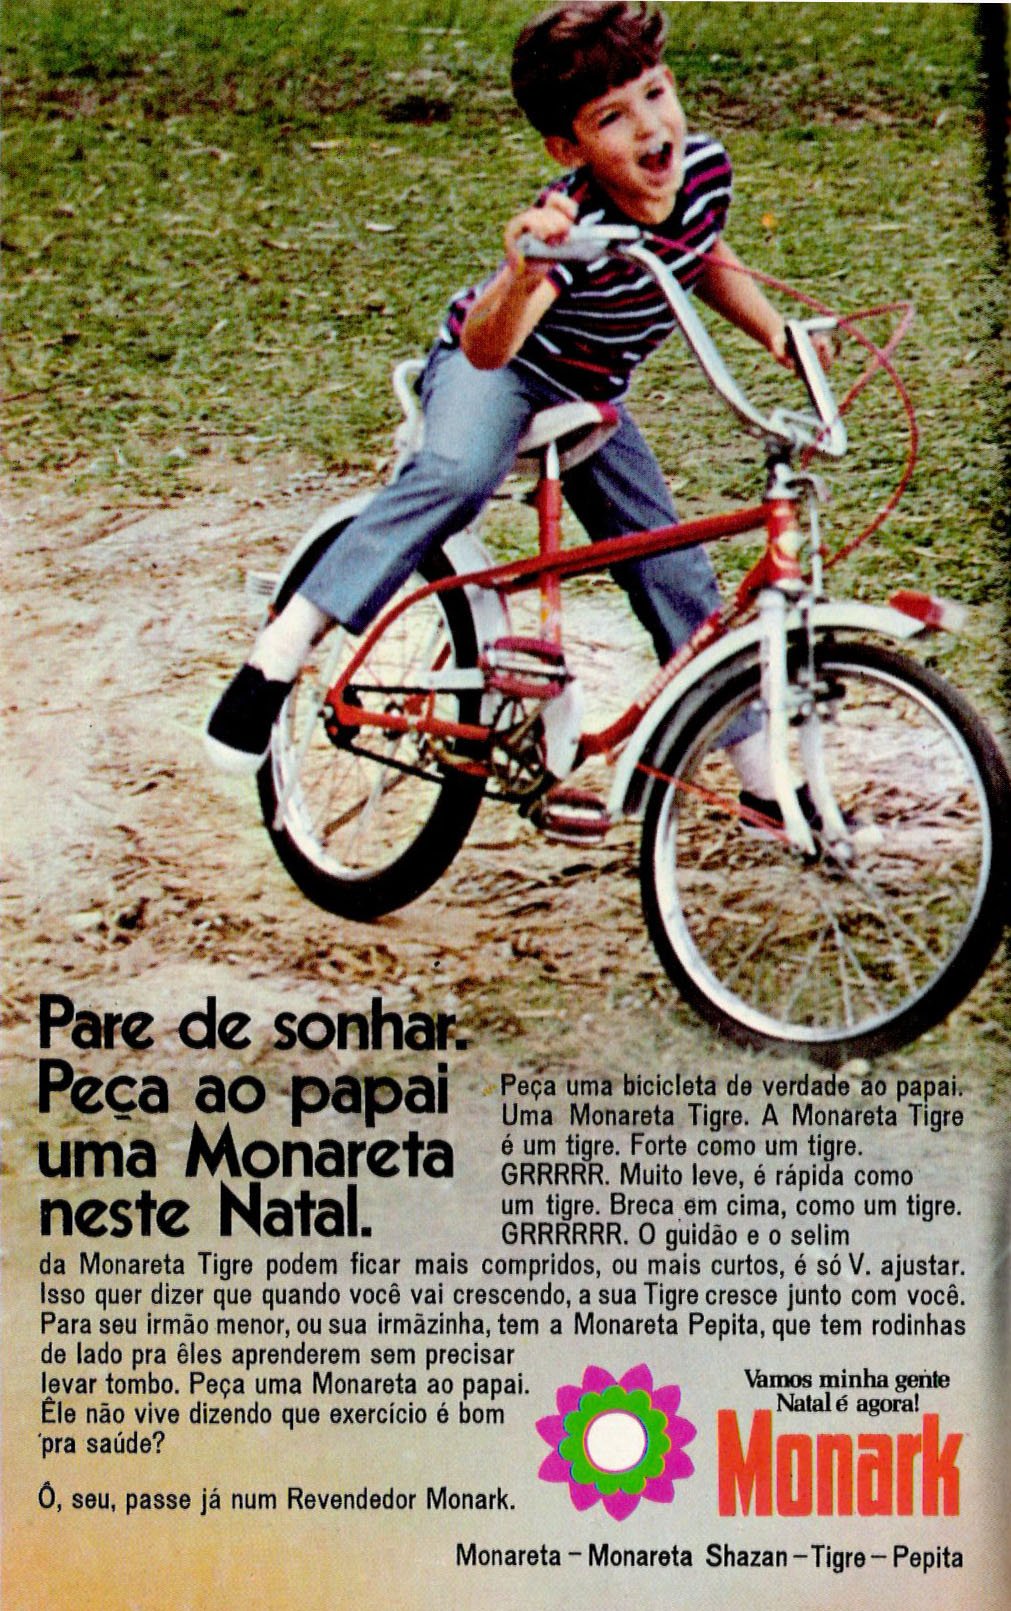 Pare de sonhar.
Peça ao papai
uma Monareta
neste Natal.
Peça uma bicicleta de verdade ao papai.
Uma Monareta Tigre. A Monareta Tigre
é um tigre. Forte como um tigre.
GRRRRR. Muito leve, é rápida como
um tigre. Breca em cima, como um tigre.
GRRRRRR. O guidão e o selim
da Monareta Tigre podem ficar mais compridos, ou mais curtos, é só V. ajustar.
Isso quer dizer que quando você vai crescendo, a sua Tigre cresce junto com você.
Para seu irmão menor, ou sua irmãzinha, tem a Monareta Pepita, que tem rodinhas
de lado pra êles aprenderem sem precisar
levar tombo. Peça uma Monareta ao papai.
Êle não vive dizendo que exercício é bom
'pra saúde?
Ô, seu, passe já num Revendedor Monark.
Vamos minha gente
Natal é agora!
Monark
Monareta – Monareta Shazan – Tigre – Pepita